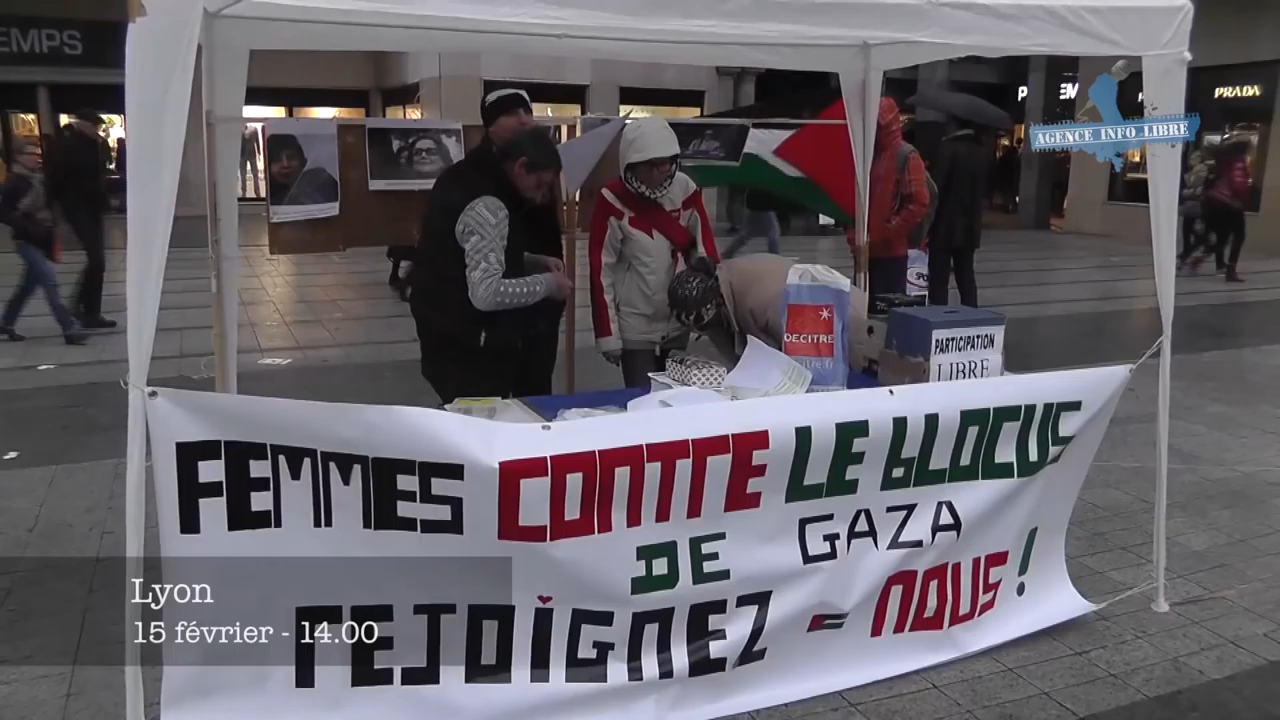 EMPS
PRADA
AGENCE INFO LIBRE
DECITRE
PARTICIPATION
LIBRE
FEMMES CONTRE LE BLOCUS
DE GAZA
REJOIGNEZ = NOUS !
Lyon
15 février - 14.00